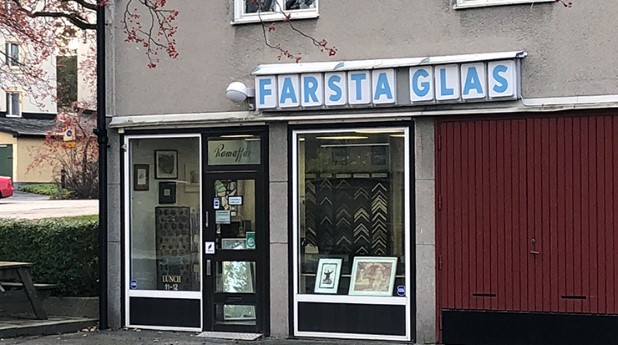 FARSTA GLAS
Ramaffär
LUNCH
11-12